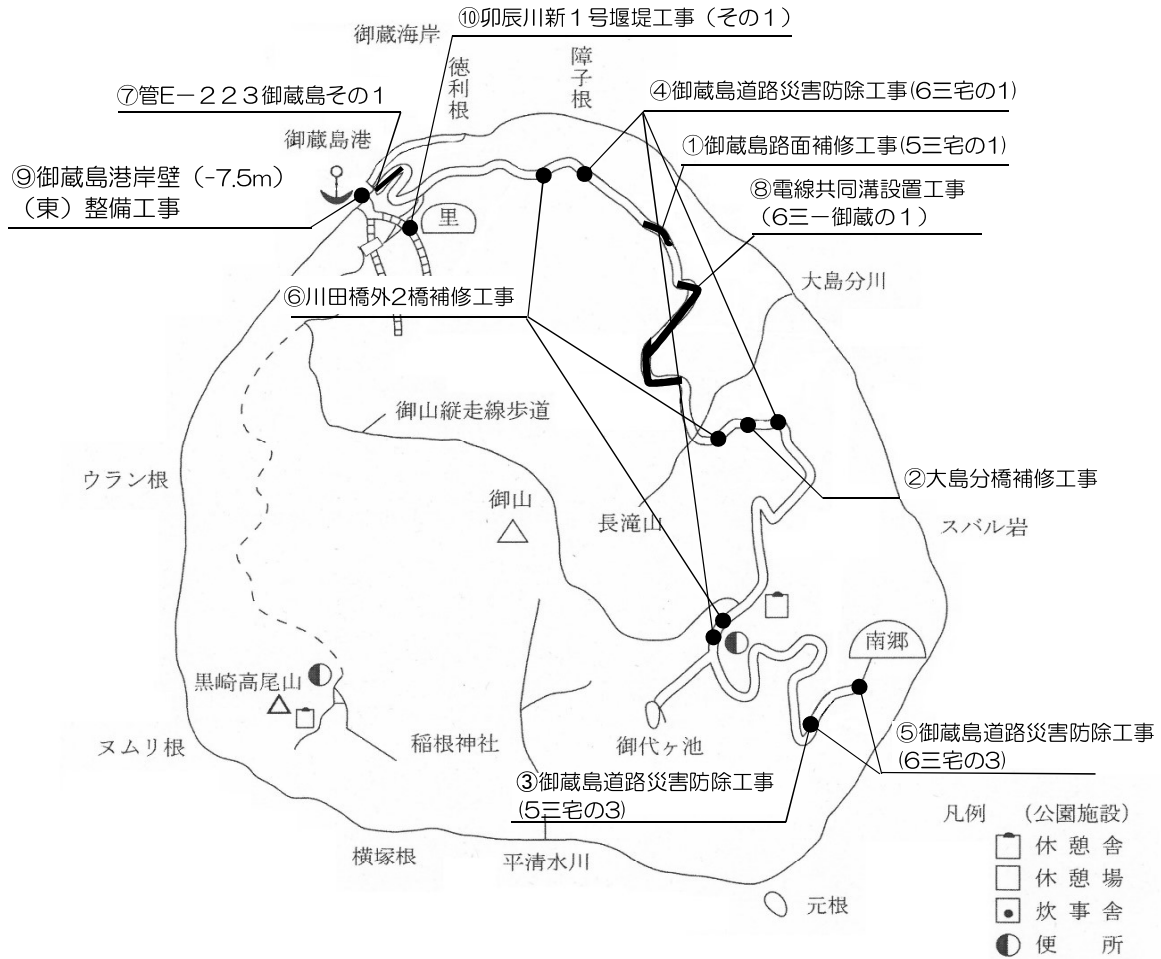 ⑩卯辰川新１号堰堤工事（その１）
御蔵海岸
徳利根
障子根
⑦管Ｅ－２２３御蔵島その１
④御蔵島道路災害防除工事(6三宅の1)
御蔵島港
①御蔵島路面補修工事(5三宅の1)
⑨御蔵島港岸壁（-7.5m）
（東）整備工事
⑧電線共同溝設置工事
（6三－御蔵の１）
里
大島分川
⑥川田橋外2橋補修工事
御山縦走線歩道
ウラン根
②大島分橋補修工事
御山
長滝山
スバル岩
南郷
黒崎高尾山
ヌムリ根
稲根神社
御代ヶ池
⑤御蔵島道路災害防除工事
(6三宅の3)
③御蔵島道路災害防除工事
(5三宅の3)
横塚根
平清水川
元根
凡例　（公園施設）
休憩舎
休憩場
炊事舎
便　所